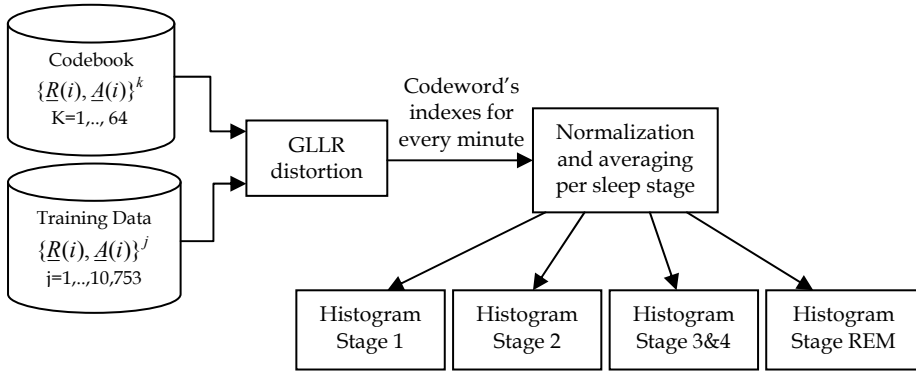 Codebook
{R(i), A(i)}^k
K=1,.., 64
Training Data
{R(i), A(i)}^j
j=1,..,10,753
GLLR
distortion
Codeword's
indexes for
every minute
Normalization
and averaging
per sleep stage
Histogram
Stage 1
Histogram
Stage 2
Histogram
Stage 3&4
Histogram
Stage REM